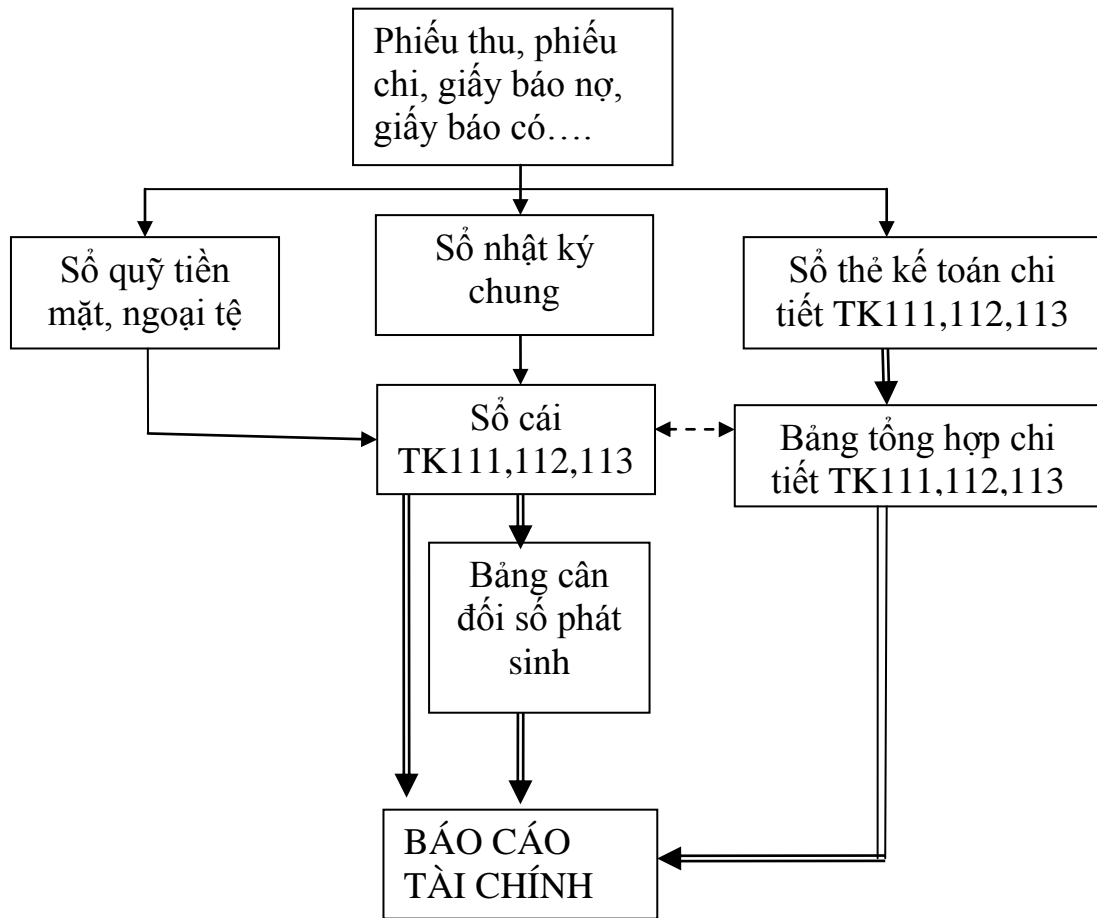 Phiếu thu, phiếu
chi, giấy báo nợ,
giấy báo có….
Sổ quỹ tiền
mặt, ngoại tệ
Sổ nhật ký
chung
Sổ thẻ kế toán chi
tiết TK111,112,113
Sổ cái
TK111,112,113
Bảng tổng hợp chi
tiết TK111,112,113
Bảng cân
đối số phát
sinh
BÁO CÁO
TÀI CHÍNH